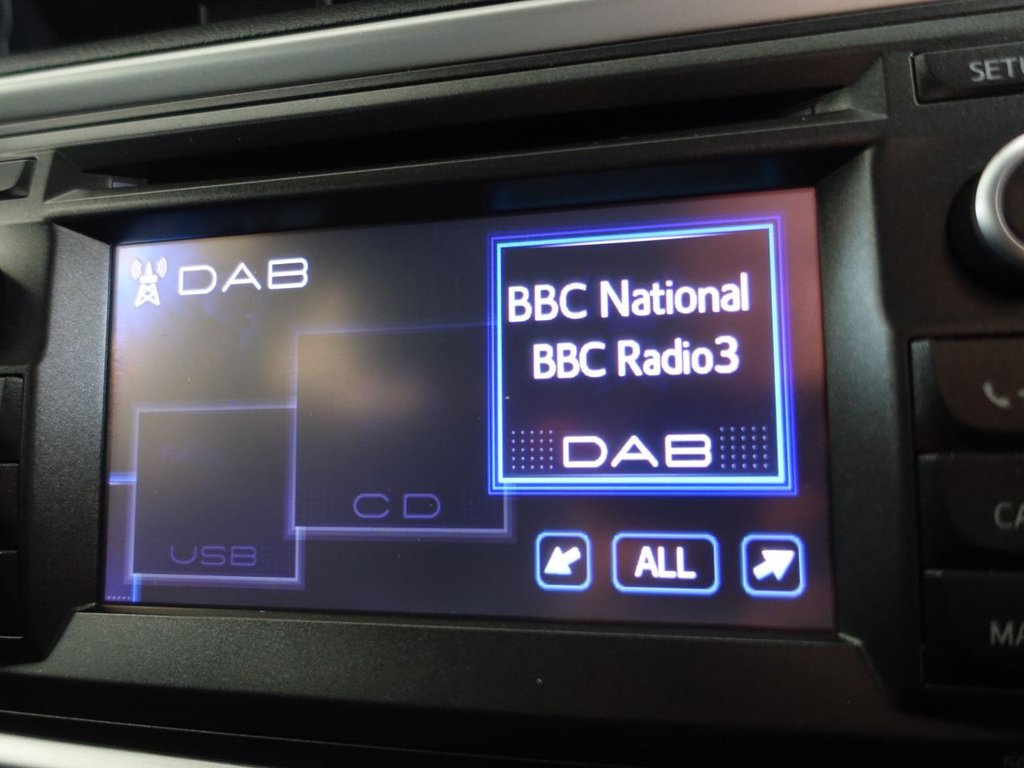 SETU
DAB
BBC National
BBC Radio3
DAB
CD
USB
ALL
CA
MA